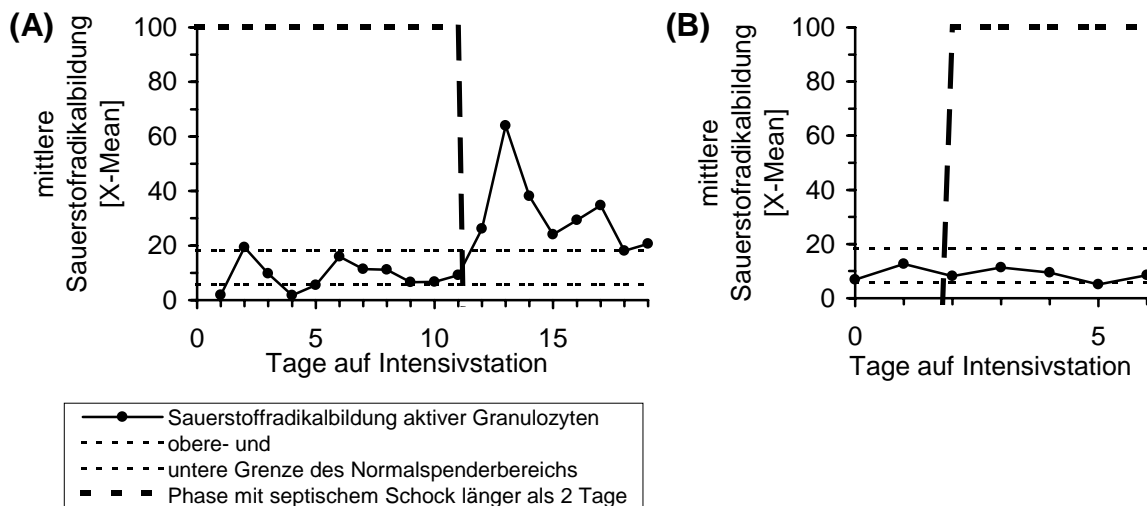 (A)
mittlere
Sauerstofradikalbildung
[X-Mean]
100
80
60
40
20
0
0 5 10 15
Tage auf Intensivstation
(B)
mittlere
Sauerstofradikalbildung
[X-Mean]
100
80
60
40
20
0
0 5
Tage auf Intensivstation
Sauerstoffradikalbildung aktiver Granulozyten
obere- und
untere Grenze des Normalspenderbereichs
Phase mit septischem Schock länger als 2 Tage